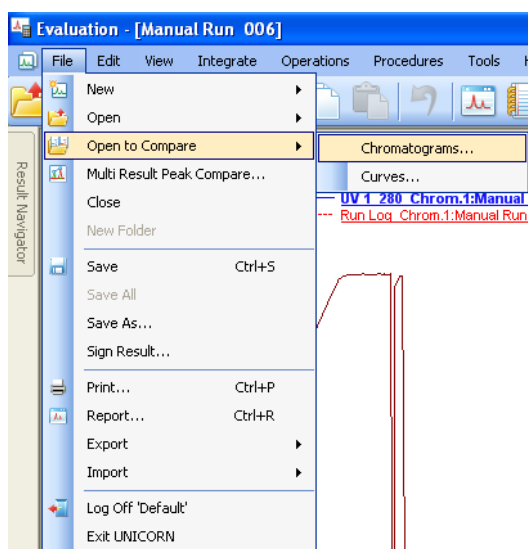 Evaluation - [Manual Run 006]
File Edit View Integrate Operations Procedures Tools
New
Open
Open to Compare
Chromatograms...
Multi Result Peak Compare...
Curves...
Close
UV 1_280 Chrom.1:Manual
New Folder
Run Log Chrom.1:Manual Run
Result Navigator
Save Ctrl+S
Save All
Save As...
Sign Result...
Print... Ctrl+P
Report... Ctrl+R
Export
Import
Log Off 'Default'
Exit UNICORN